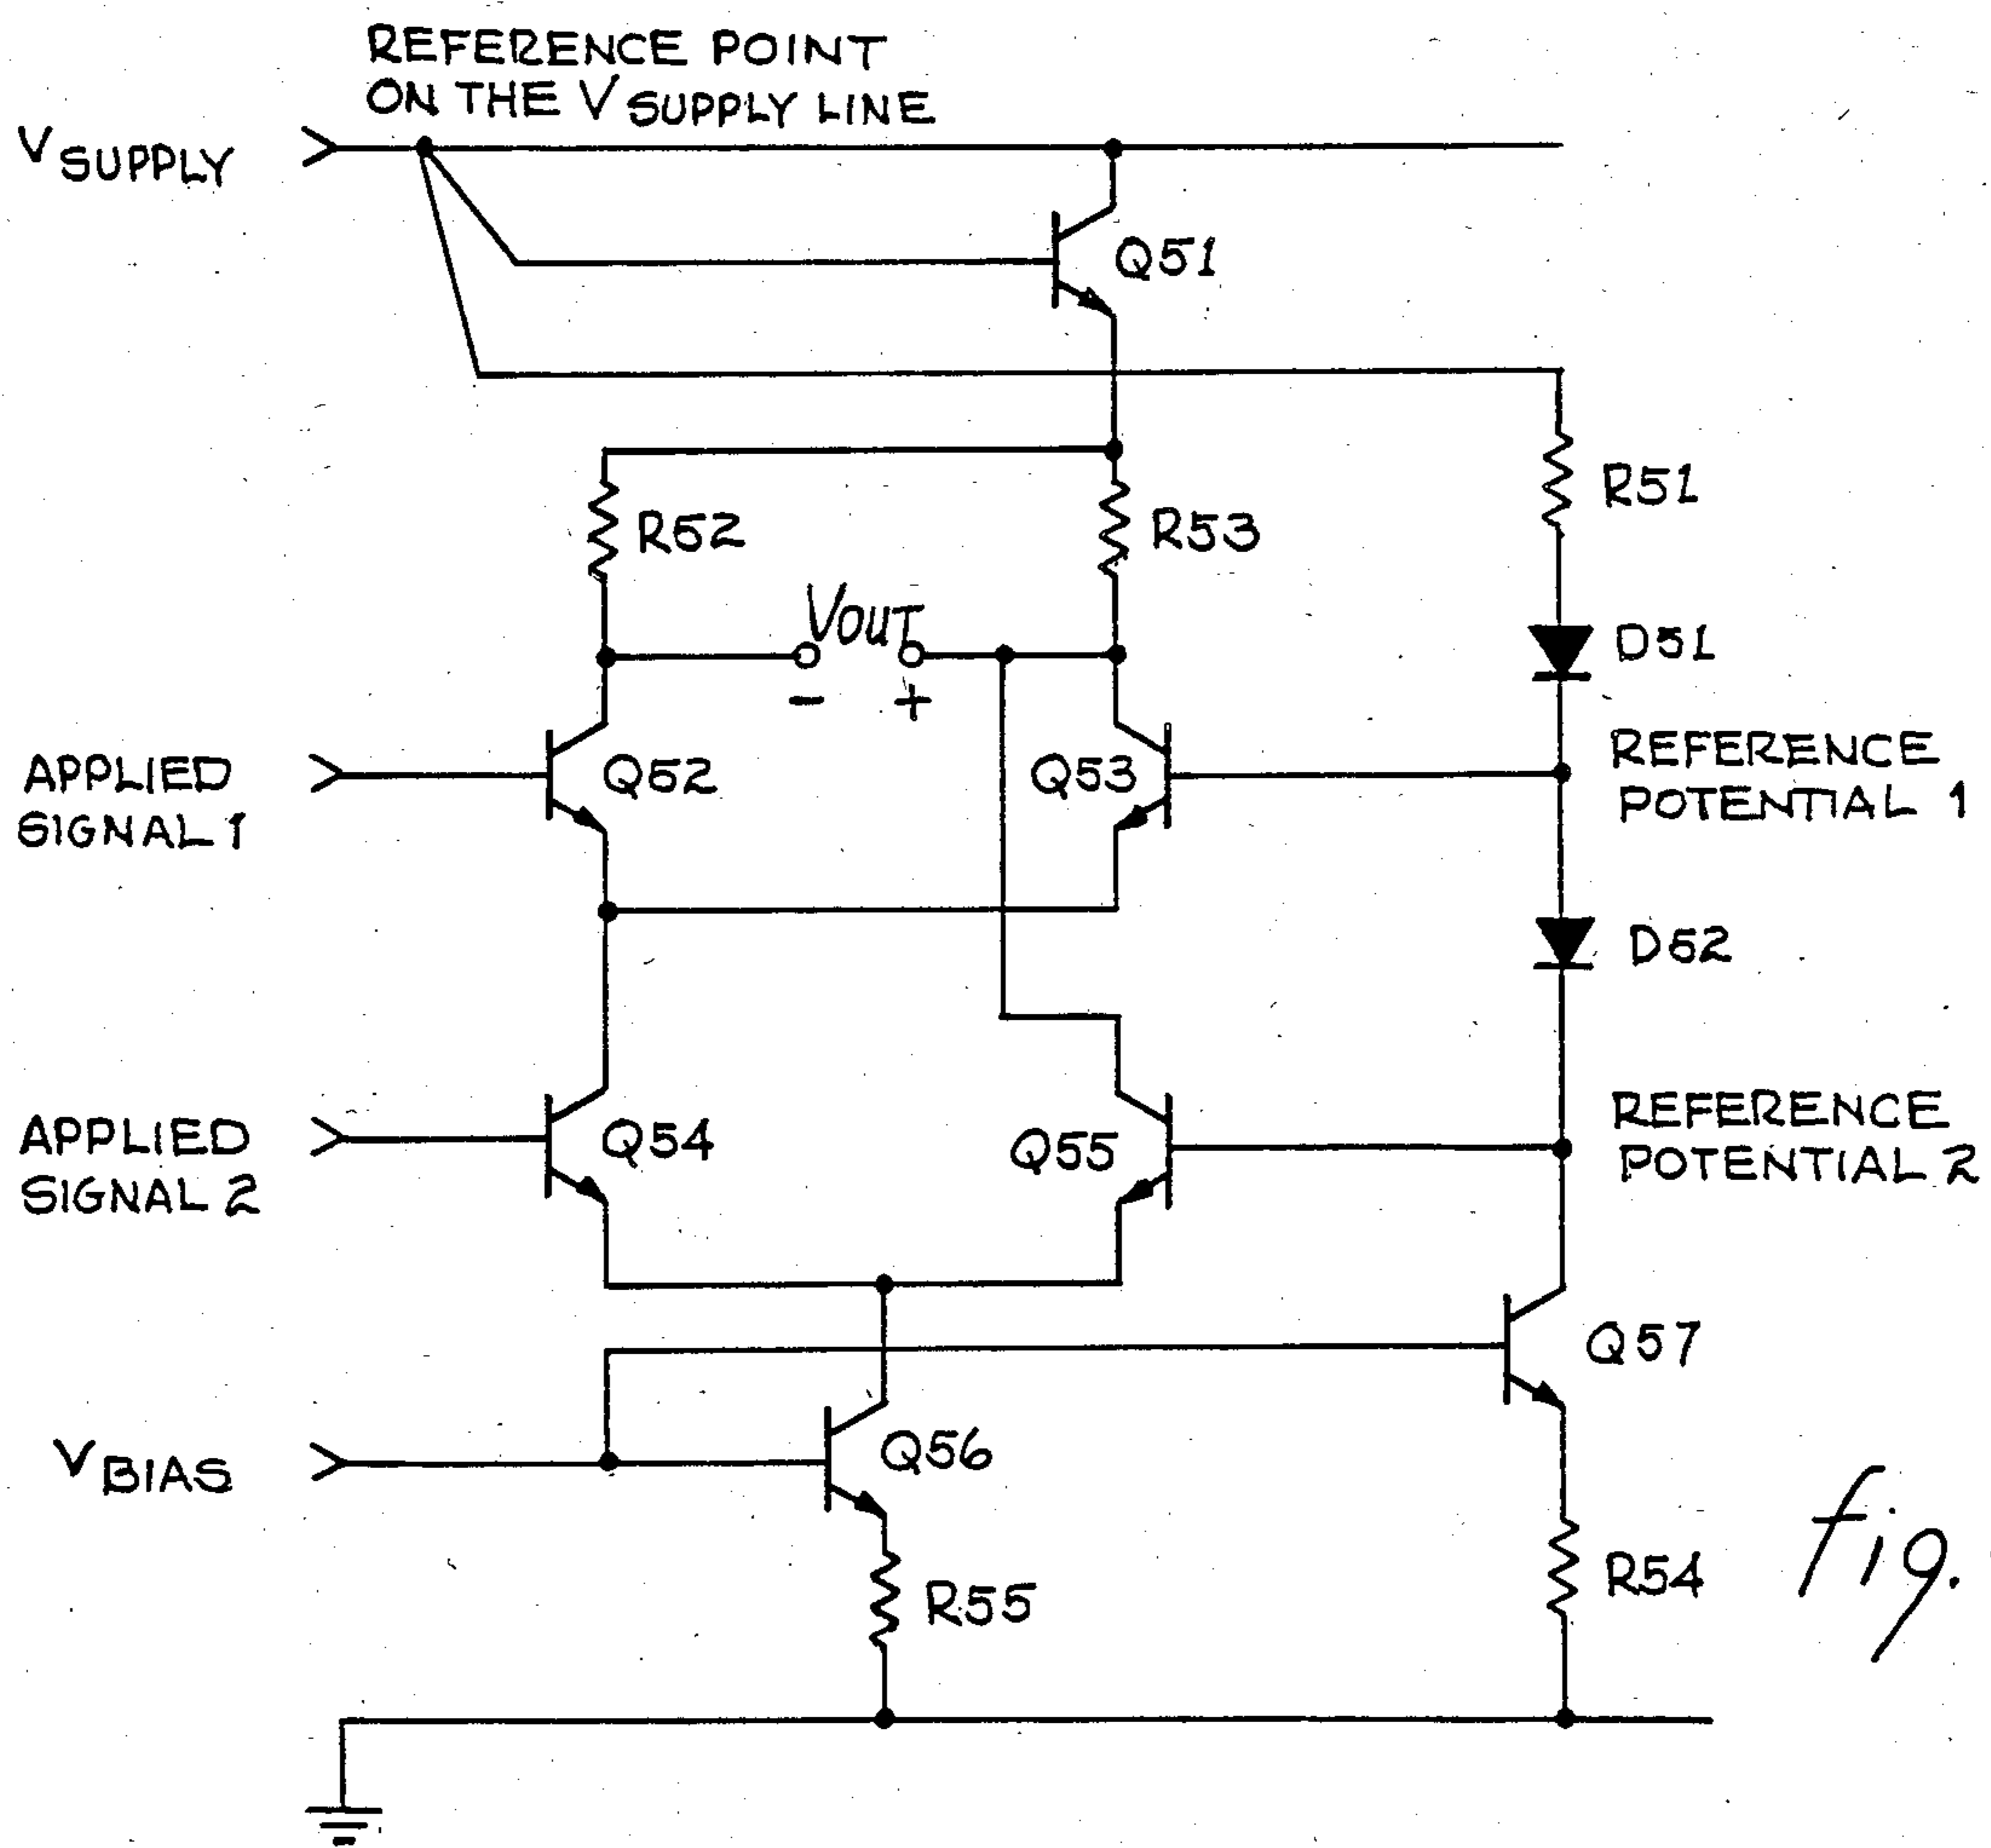 REFERENCE POINT
ON THE V SUPPLY LINE
V SUPPLY
Q51
R51
R52
R53
VOUT
D51
- +
APPLIED
SIGNAL 1
Q52
Q53
REFERENCE
POTENTIAL 1
D52
APPLIED
SIGNAL 2
Q54
Q55
REFERENCE
POTENTIAL 2
Q57
V BIAS
Q56
R55
R54
fig.